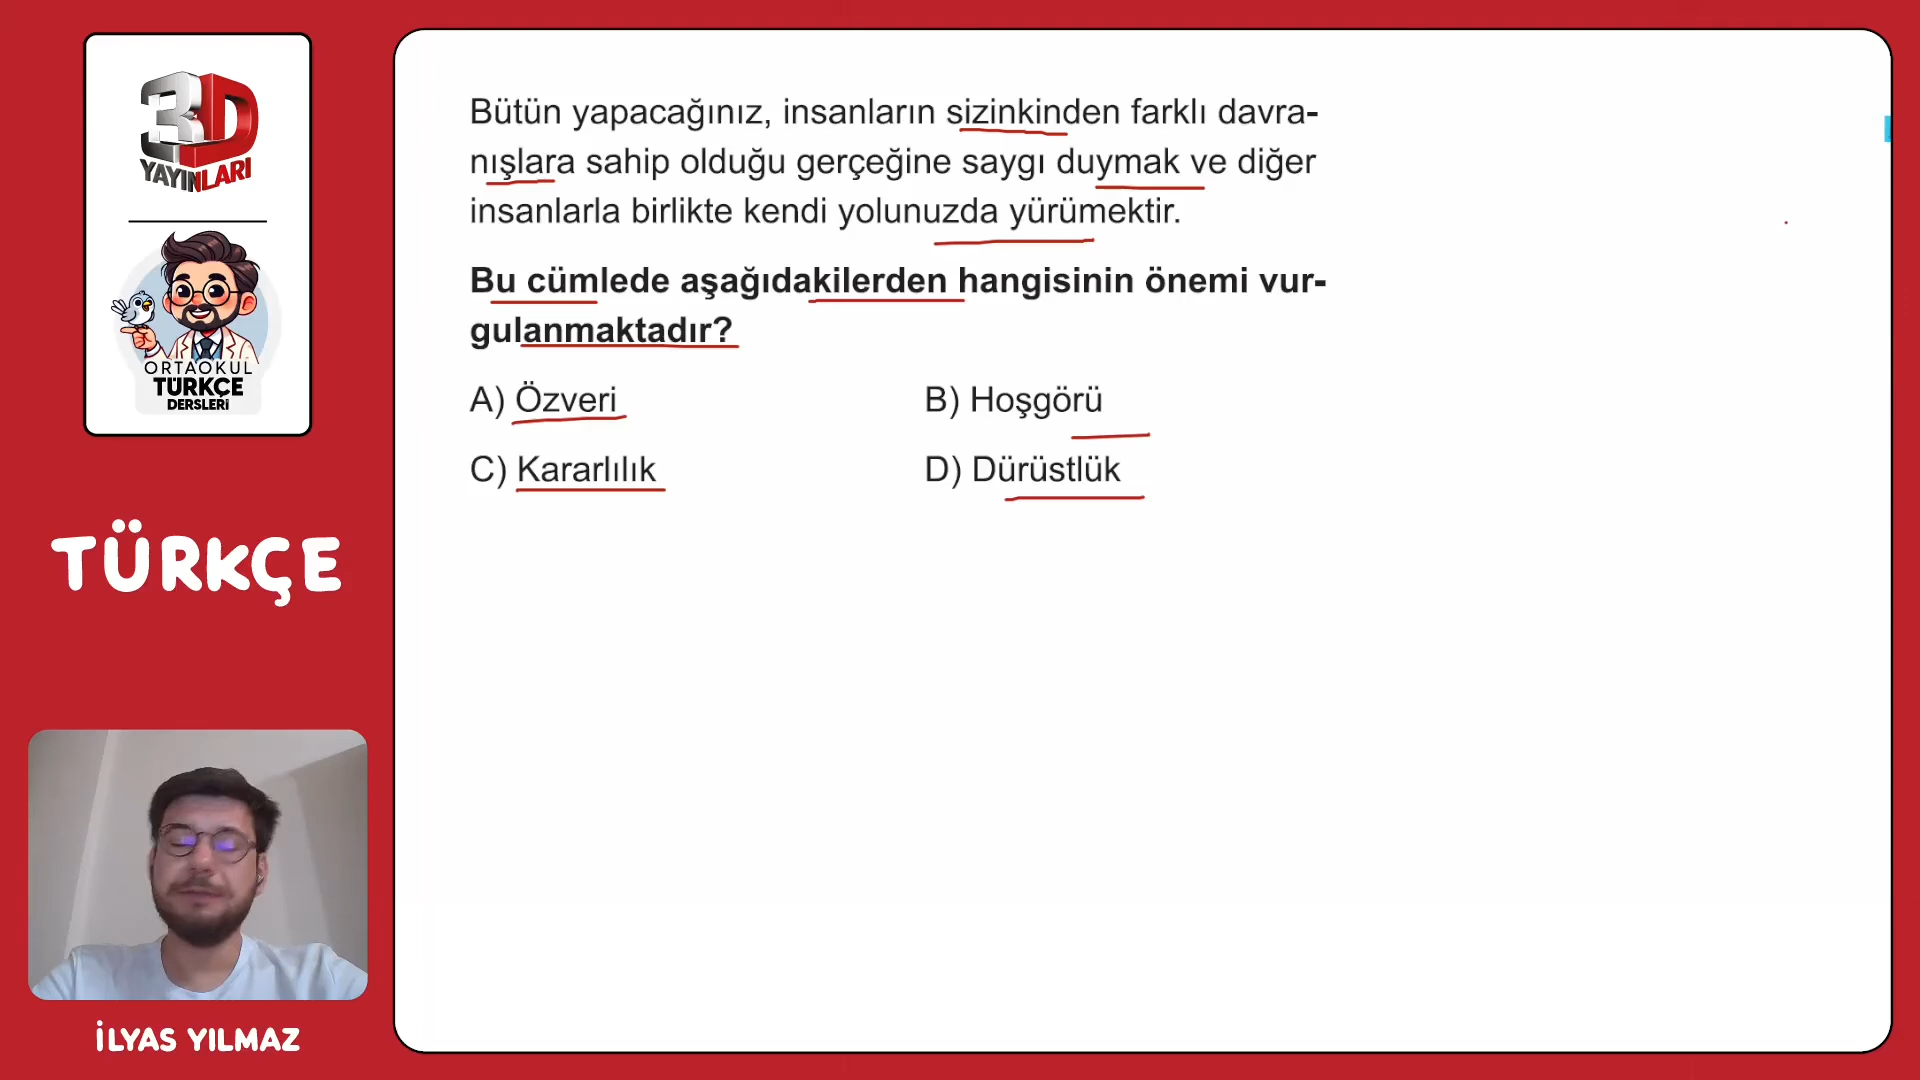 3D
YAYINLARI
ORTAOKUL
TÜRKÇE
DERSLERİ
TÜRKÇE
İLYAS YILMAZ
Bütün yapacağınız, insanların sizinkinden farklı davra-
nışlara sahip olduğu gerçeğine saygı duymak ve diğer
insanlarla birlikte kendi yolunuzda yürümektir.
Bu cümlede aşağıdakilerden hangisinin önemi vur-
gulanmaktadır?
A) Özveri B) Hoşgörü
C) Kararlılık D) Dürüstlük